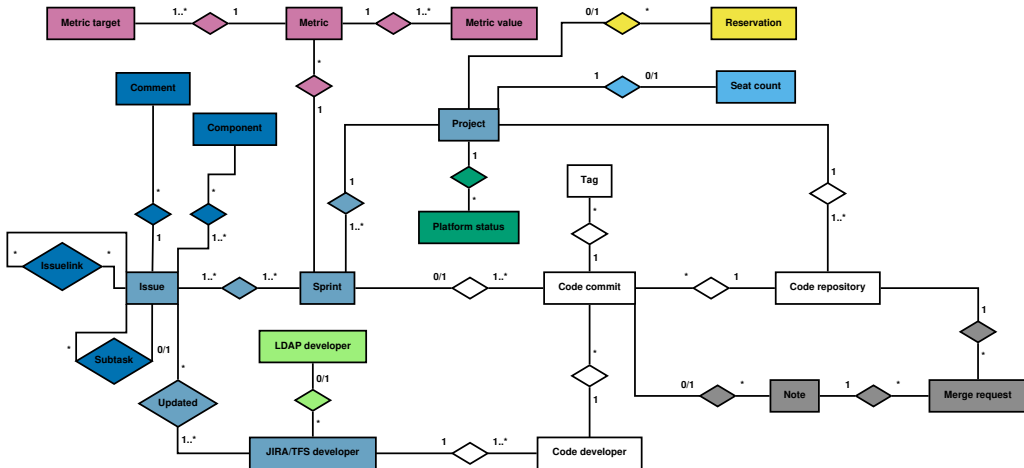 0/1 *
1..* 1 1 1..*
Metric target Metric Metric value Reservation
*
1 0/1
Comment Seat count
1
Component Project
1
Tag
* * 1 1
* *
Platform status
1 1..* 1..* 1..*
* *
Issuelink 1
1..* 1..* 0/1 1..* * 1
Issue Sprint Code commit Code repository
1
LDAP developer
* 0/1 * *
Subtask
* 0/1
0/1 * 1 *
Updated Note Merge request
1
*
1..* 1 1..*
JIRA/TFS developer Code developer